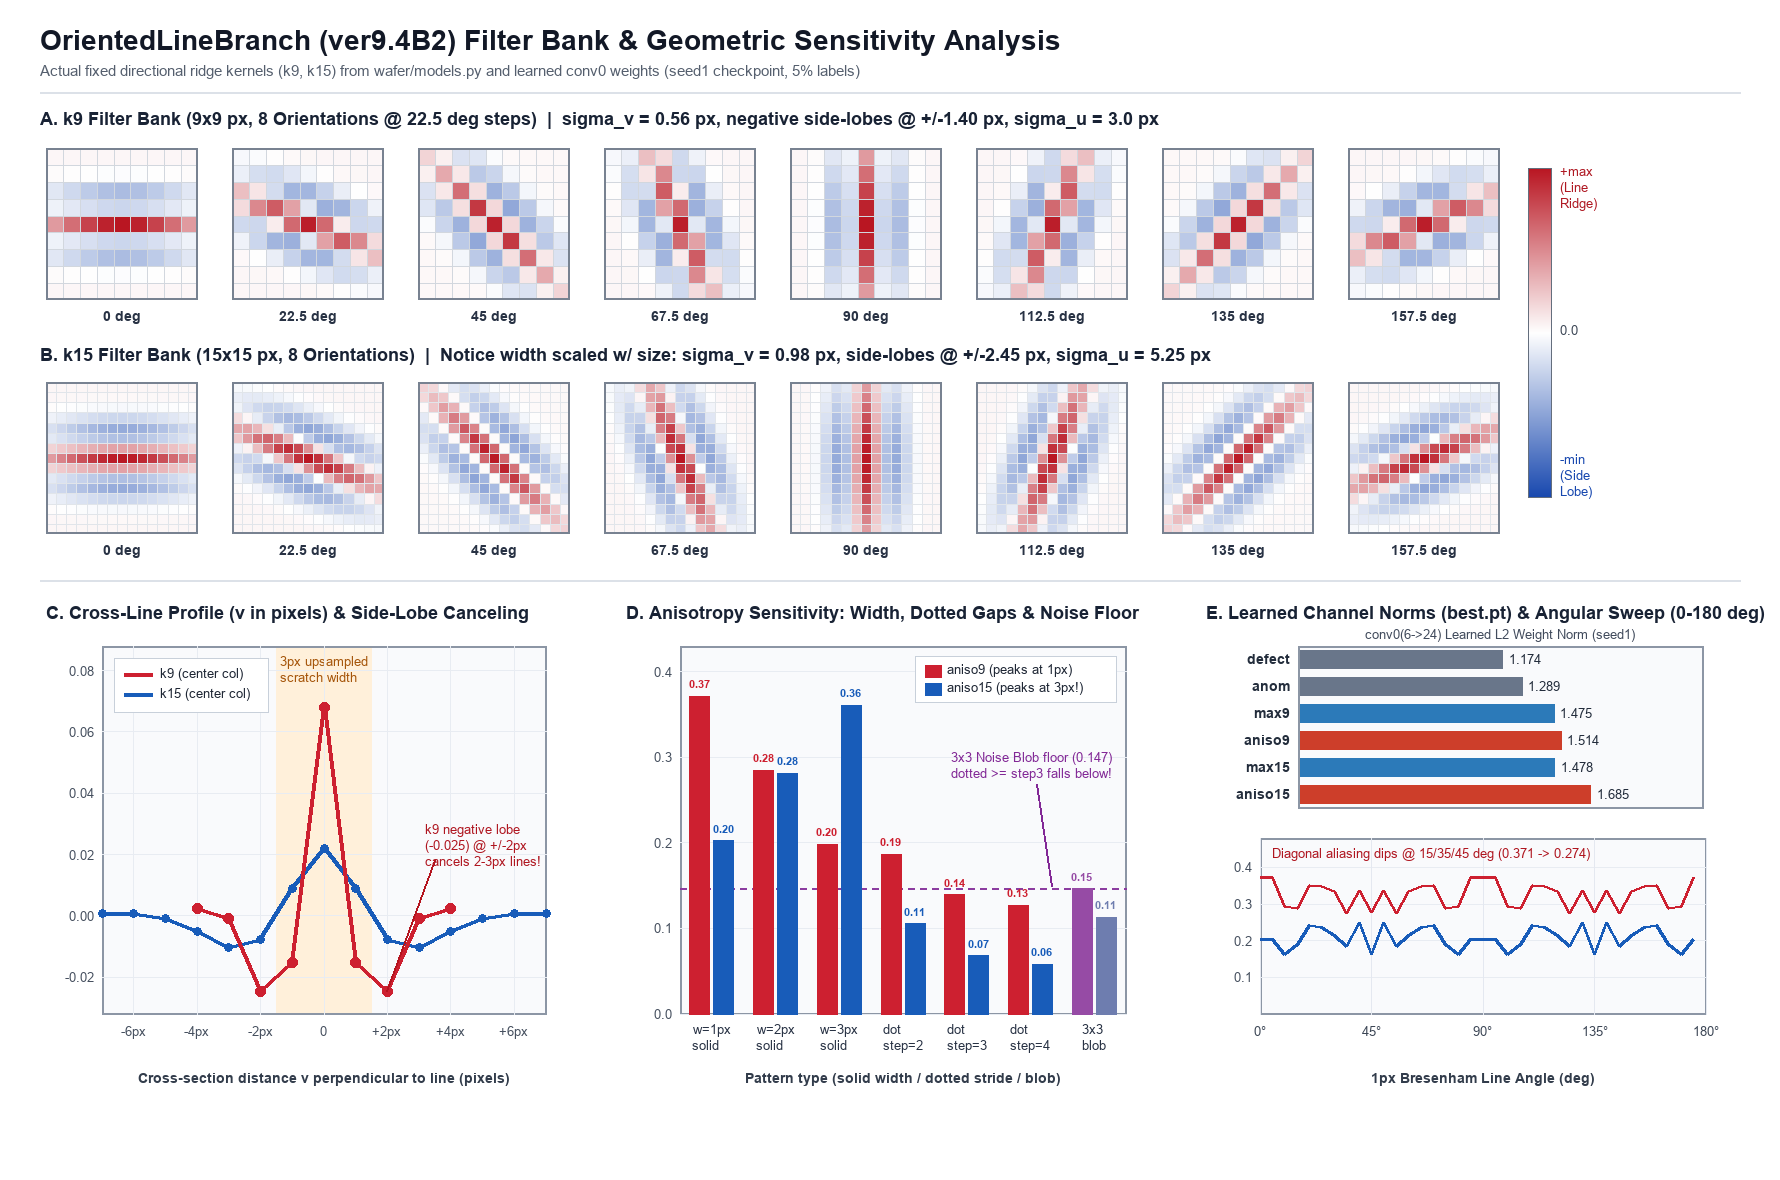 OrientedLineBranch (ver9.4B2) Filter Bank & Geometric Sensitivity Analysis
Actual fixed directional ridge kernels (k9, k15) from wafer/models.py and learned conv0 weights (seed1 checkpoint, 5% labels)
A. k9 Filter Bank (9x9 px, 8 Orientations @ 22.5 deg steps) | sigma_v = 0.56 px, negative side-lobes @ +/-1.40 px, sigma_u = 3.0 px
0 deg 22.5 deg 45 deg 67.5 deg 90 deg 112.5 deg 135 deg 157.5 deg
+max
(Line
Ridge)
0.0
-min
(Side
Lobe)
B. k15 Filter Bank (15x15 px, 8 Orientations) | Notice width scaled w/ size: sigma_v = 0.98 px, side-lobes @ +/-2.45 px, sigma_u = 5.25 px
0 deg 22.5 deg 45 deg 67.5 deg 90 deg 112.5 deg 135 deg 157.5 deg
C. Cross-Line Profile (v in pixels) & Side-Lobe Canceling
k9 (center col)
k15 (center col)
3px upsampled
scratch width
k9 negative lobe
(-0.025) @ +/-2px
cancels 2-3px lines!
0.08
0.06
0.04
0.02
0.00
-0.02
-6px -4px -2px 0 +2px +4px +6px
Cross-section distance v perpendicular to line (pixels)
D. Anisotropy Sensitivity: Width, Dotted Gaps & Noise Floor
aniso9 (peaks at 1px)
aniso15 (peaks at 3px!)
3x3 Noise Blob floor (0.147)
dotted >= step3 falls below!
0.4
0.3
0.2
0.1
0.0
0.37 0.20 0.28 0.28 0.20 0.36 0.19 0.11 0.14 0.07 0.13 0.06 0.15 0.11
w=1px w=2px w=3px dot dot dot 3x3
solid solid solid step=2 step=3 step=4 blob
Pattern type (solid width / dotted stride / blob)
E. Learned Channel Norms (best.pt) & Angular Sweep (0-180 deg)
conv0(6->24) Learned L2 Weight Norm (seed1)
defect 1.174
anom 1.289
max9 1.475
aniso9 1.514
max15 1.478
aniso15 1.685
Diagonal aliasing dips @ 15/35/45 deg (0.371 -> 0.274)
0.4
0.3
0.2
0.1
0° 45° 90° 135° 180°
1px Bresenham Line Angle (deg)